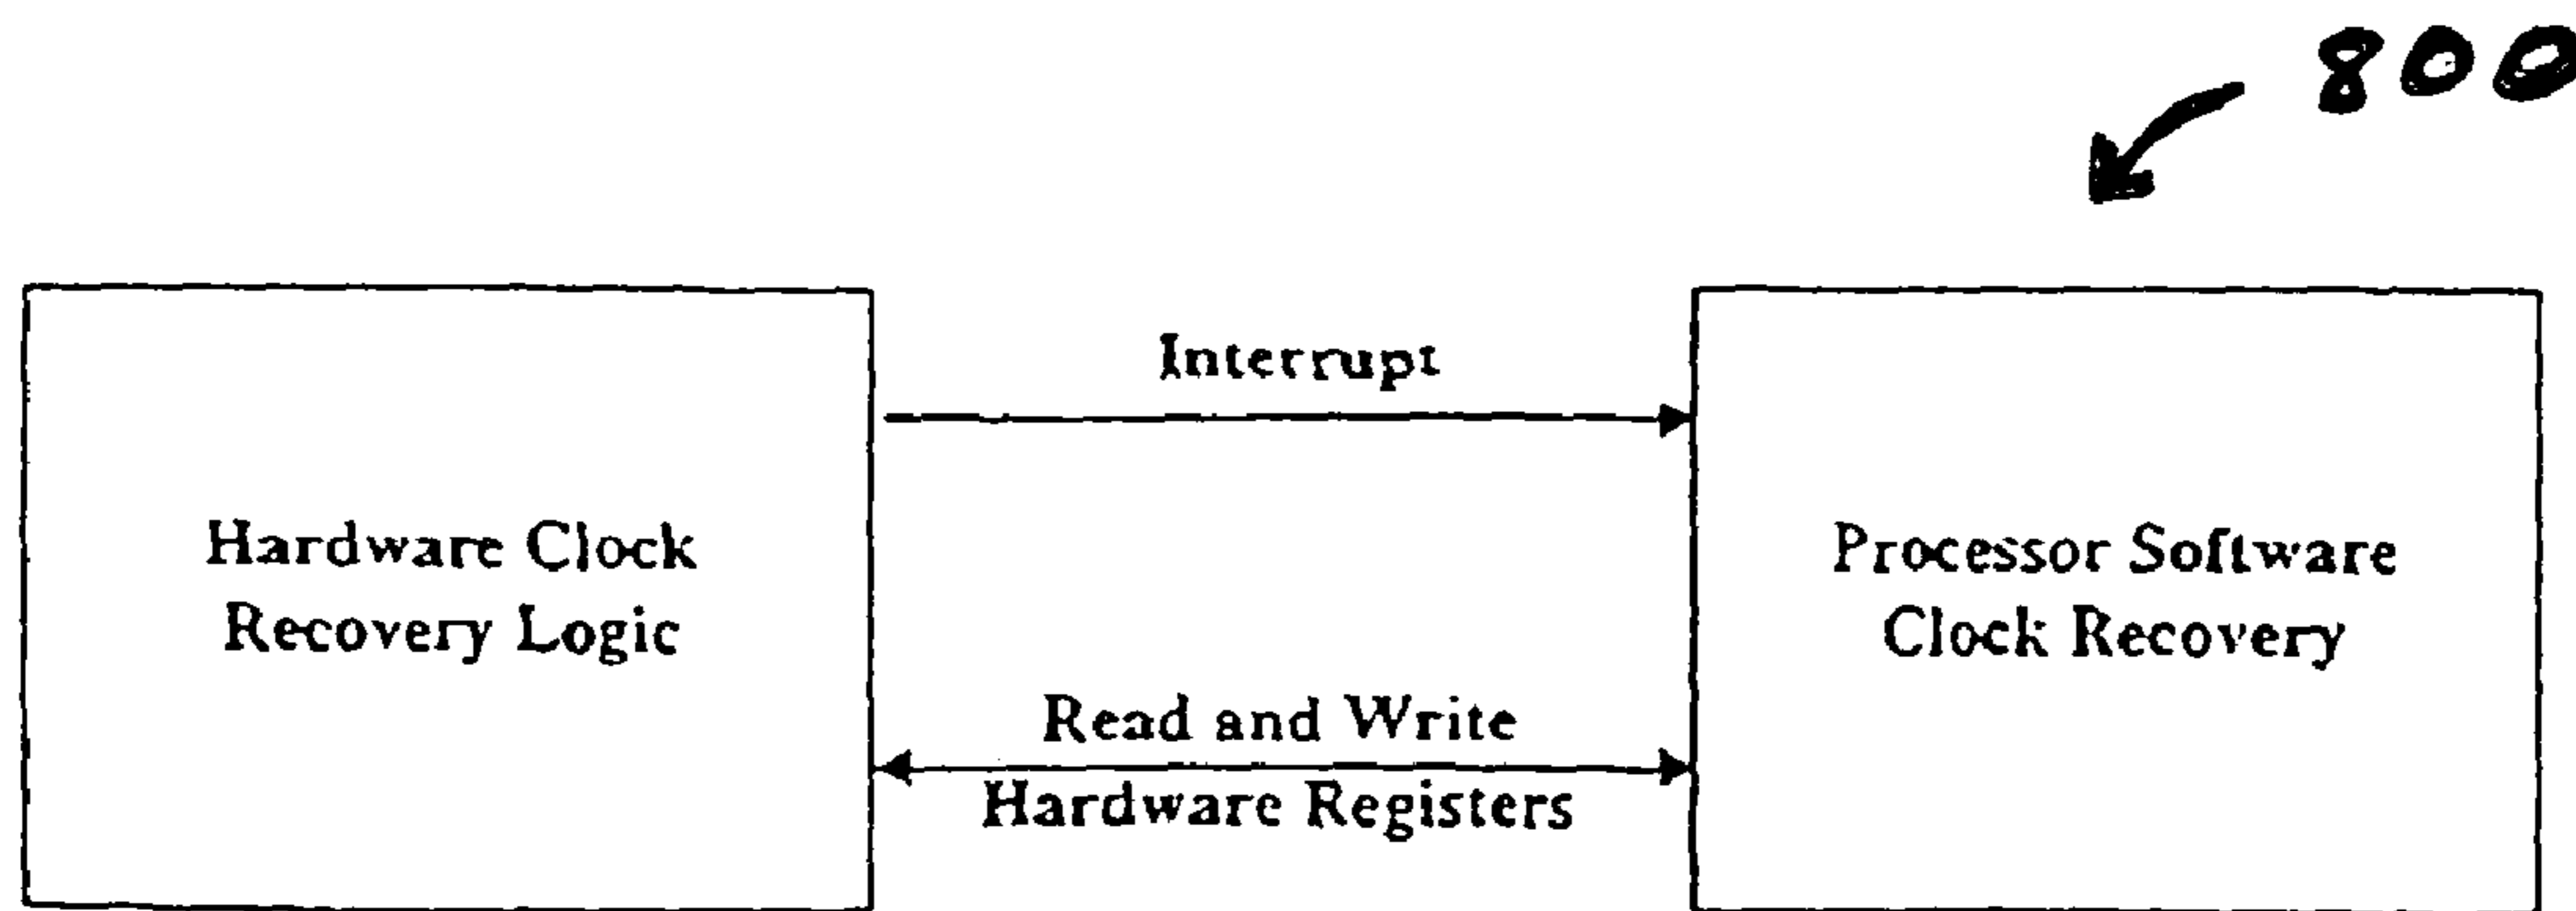 800
Interrupt
Hardware Clock
Recovery Logic
Processor Software
Clock Recovery
Read and Write
Hardware Registers